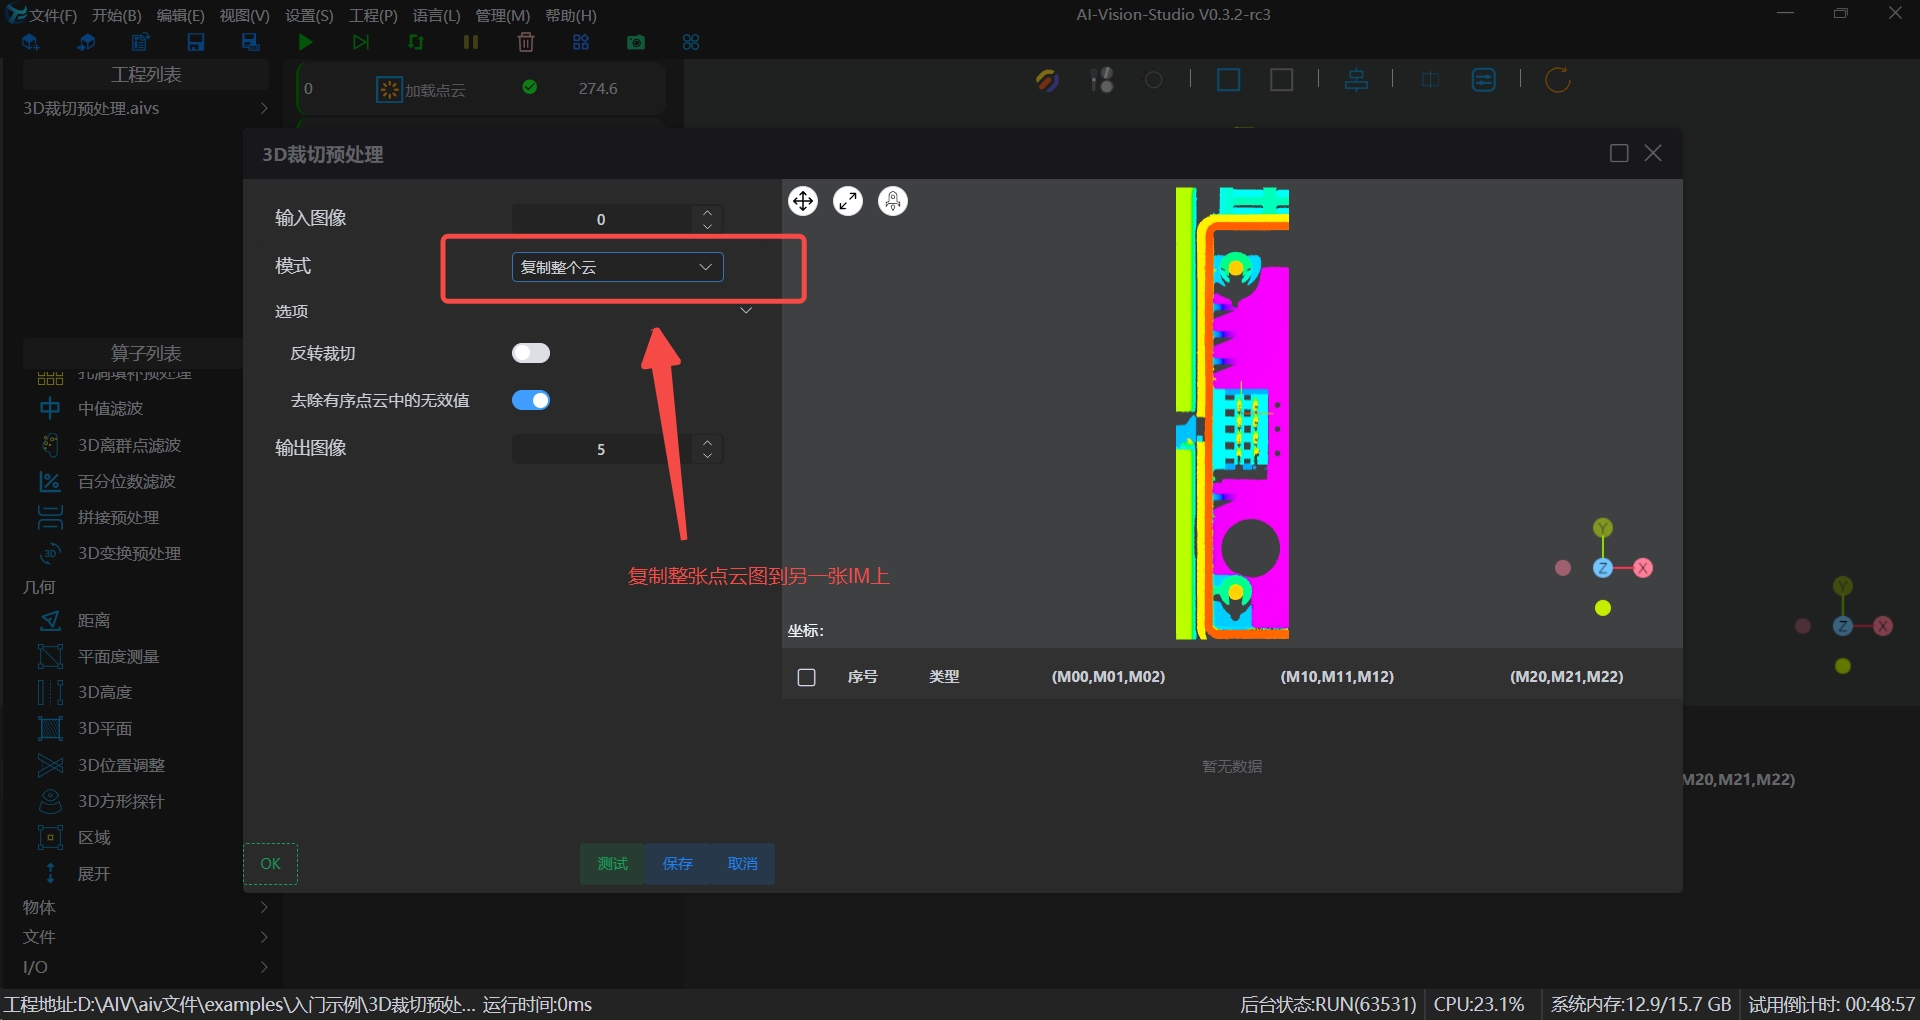 文件(F) 开始(B) 编辑(E) 视图(V) 设置(S) 工程(P) 语言(L) 管理(M) 帮助(H)
AI-Vision-Studio V0.3.2-rc3
工程列表
3D裁切预处理.aivs
0 加载点云 274.6
3D裁切预处理
输入图像 0
模式 复制整个云
选项
反转裁切
去除有序点云中的无效值
输出图像 5
复制整张点云图到另一张IM上
OK
测试 保存 取消
Y
Z X
坐标:
序号 类型 (M00,M01,M02) (M10,M11,M12) (M20,M21,M22)
暂无数据
Y
Z X
M20,M21,M22)
算子列表
孔洞填补预处理
中值滤波
3D离群点滤波
百分位数滤波
拼接预处理
3D变换预处理
几何
距离
平面度测量
3D高度
3D平面
3D位置调整
3D方形探针
区域
展开
物体
文件
I/O
工程地址:D:\AIV\aiv文件\examples\入门示例\3D裁切预处... 运行时间:0ms
后台状态:RUN(63531) CPU:23.1% 系统内存:12.9/15.7 GB 试用倒计时: 00:48:57